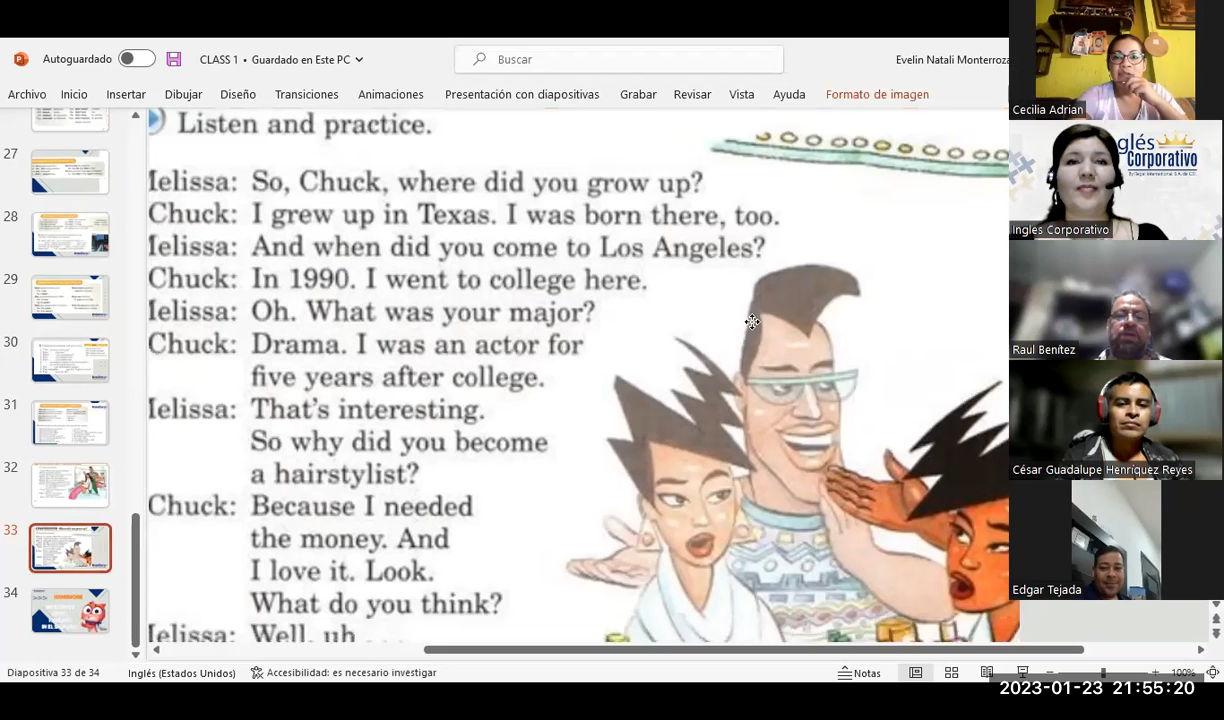 Autoguardado
CLASS 1 • Guardado en Este PC
Buscar
Evelin Natali Monterroza
Archivo Inicio Insertar Dibujar Diseño Transiciones Animaciones Presentación con diapositivas Grabar Revisar Vista Ayuda Formato de imagen
27
28
29
30
31
32
33
34
Listen and practice.
Ielissa: So, Chuck, where did you grow up?
Chuck: I grew up in Texas. I was born there, too.
Ielissa: And when did you come to Los Angeles?
Chuck: In 1990. I went to college here.
Ielissa: Oh. What was your major?
Chuck: Drama. I was an actor for
five years after college.
Ielissa: That's interesting.
So why did you become
a hairstylist?
Chuck: Because I needed
the money. And
I love it. Look.
What do you think?
Ielissa: Well, uh . . .
Cecilia Adrian
glés
Corporativo
Ingles Corporativo
Raul Benítez
César Guadalupe Henríquez Reyes
Edgar Tejada
Diapositiva 33 de 34
Inglés (Estados Unidos)
Accesibilidad: es necesario investigar
Notas
100%
2023-01-23 21:55:20